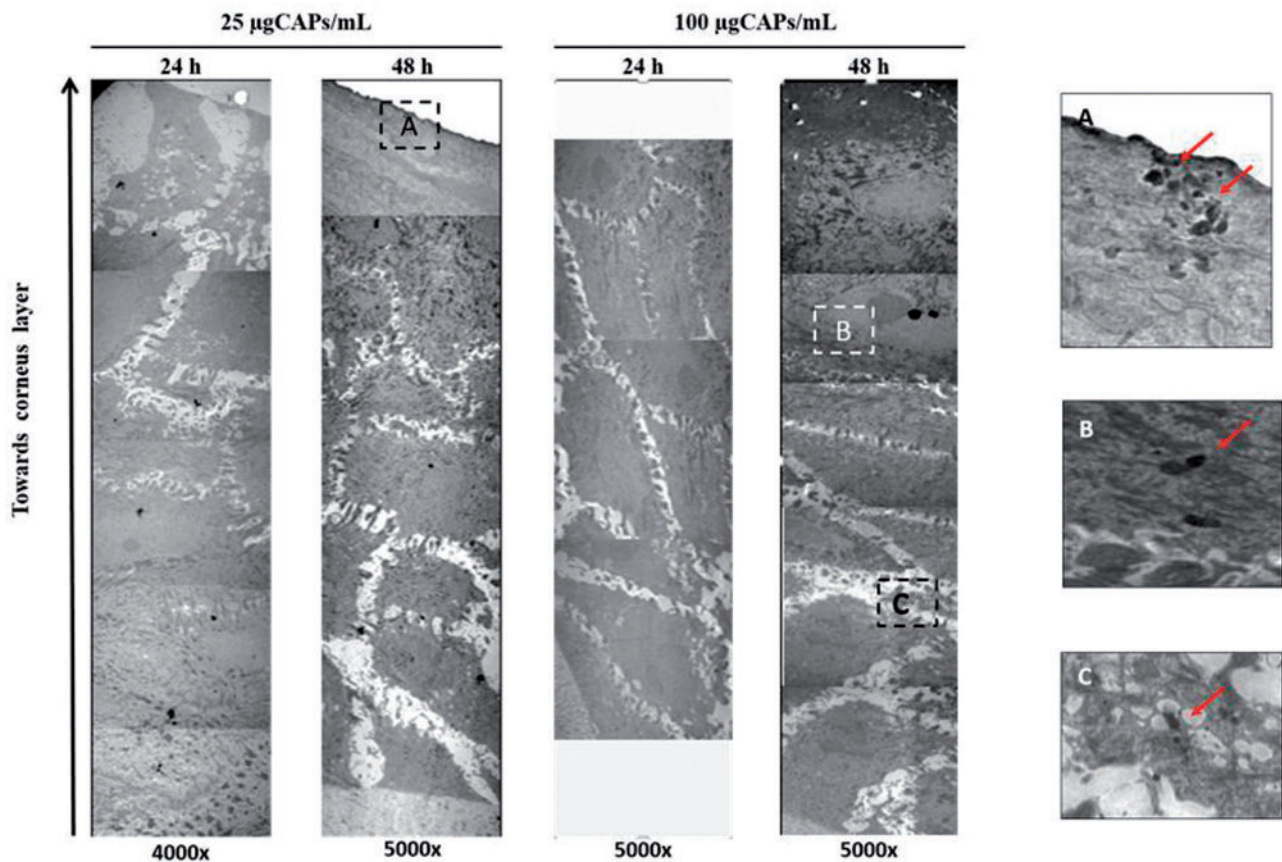 25 µgCAPs/mL
100 µgCAPs/mL
24 h
48 h
24 h
48 h
Towards corneus layer
A
B
C
A
B
C
4000x
5000x
5000x
5000x